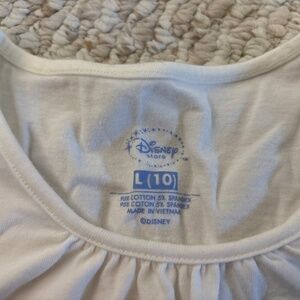 Disney
Store
L (10)
COTTON 5% SPANDEX
COTTON 5% SPANDEX
MADE IN VIETNAM
©DISNEY